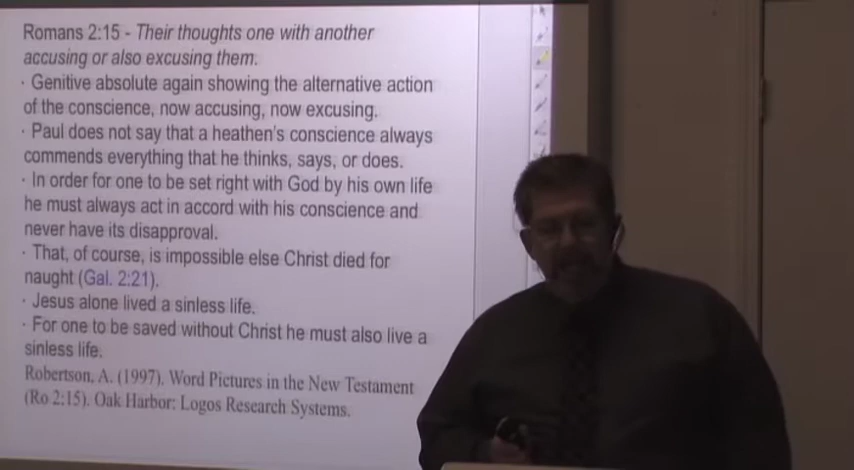 Romans 2:15 - Their thoughts one with another
accusing or also excusing them.
· Genitive absolute again showing the alternative action
of the conscience, now accusing, now excusing.
· Paul does not say that a heathen's conscience always
commends everything that he thinks, says, or does.
· In order for one to be set right with God by his own life
he must always act in accord with his conscience and
never have its disapproval.
· That, of course, is impossible else Christ died for
naught (Gal. 2:21).
· Jesus alone lived a sinless life.
· For one to be saved without Christ he must also live a
sinless life.
Robertson, A. (1997). Word Pictures in the New Testament
(Ro 2:15). Oak Harbor: Logos Research Systems.